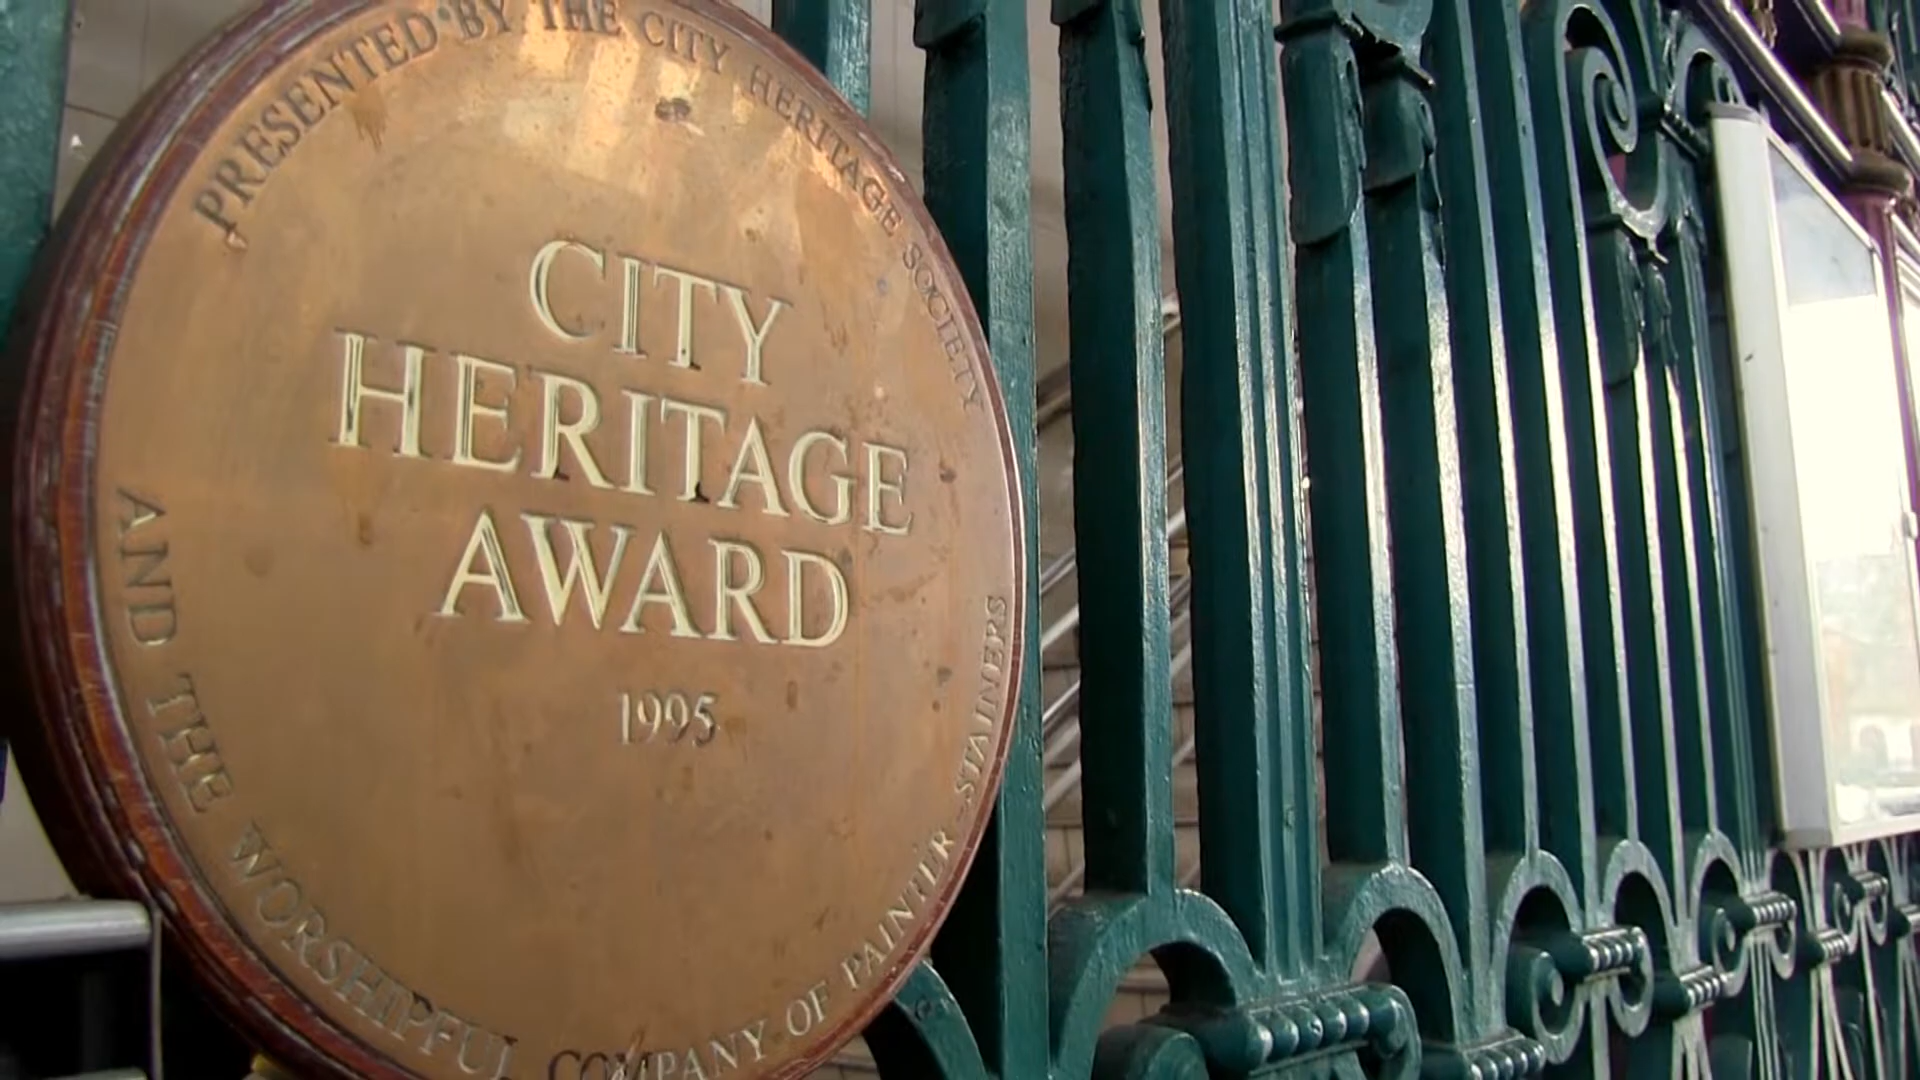 PRESENTED BY THE CITY HERITAGE SOCIETY
CITY
HERITAGE
AWARD
1995
AND THE WORSHIPFUL COMPANY OF PAINTER-STAINERS